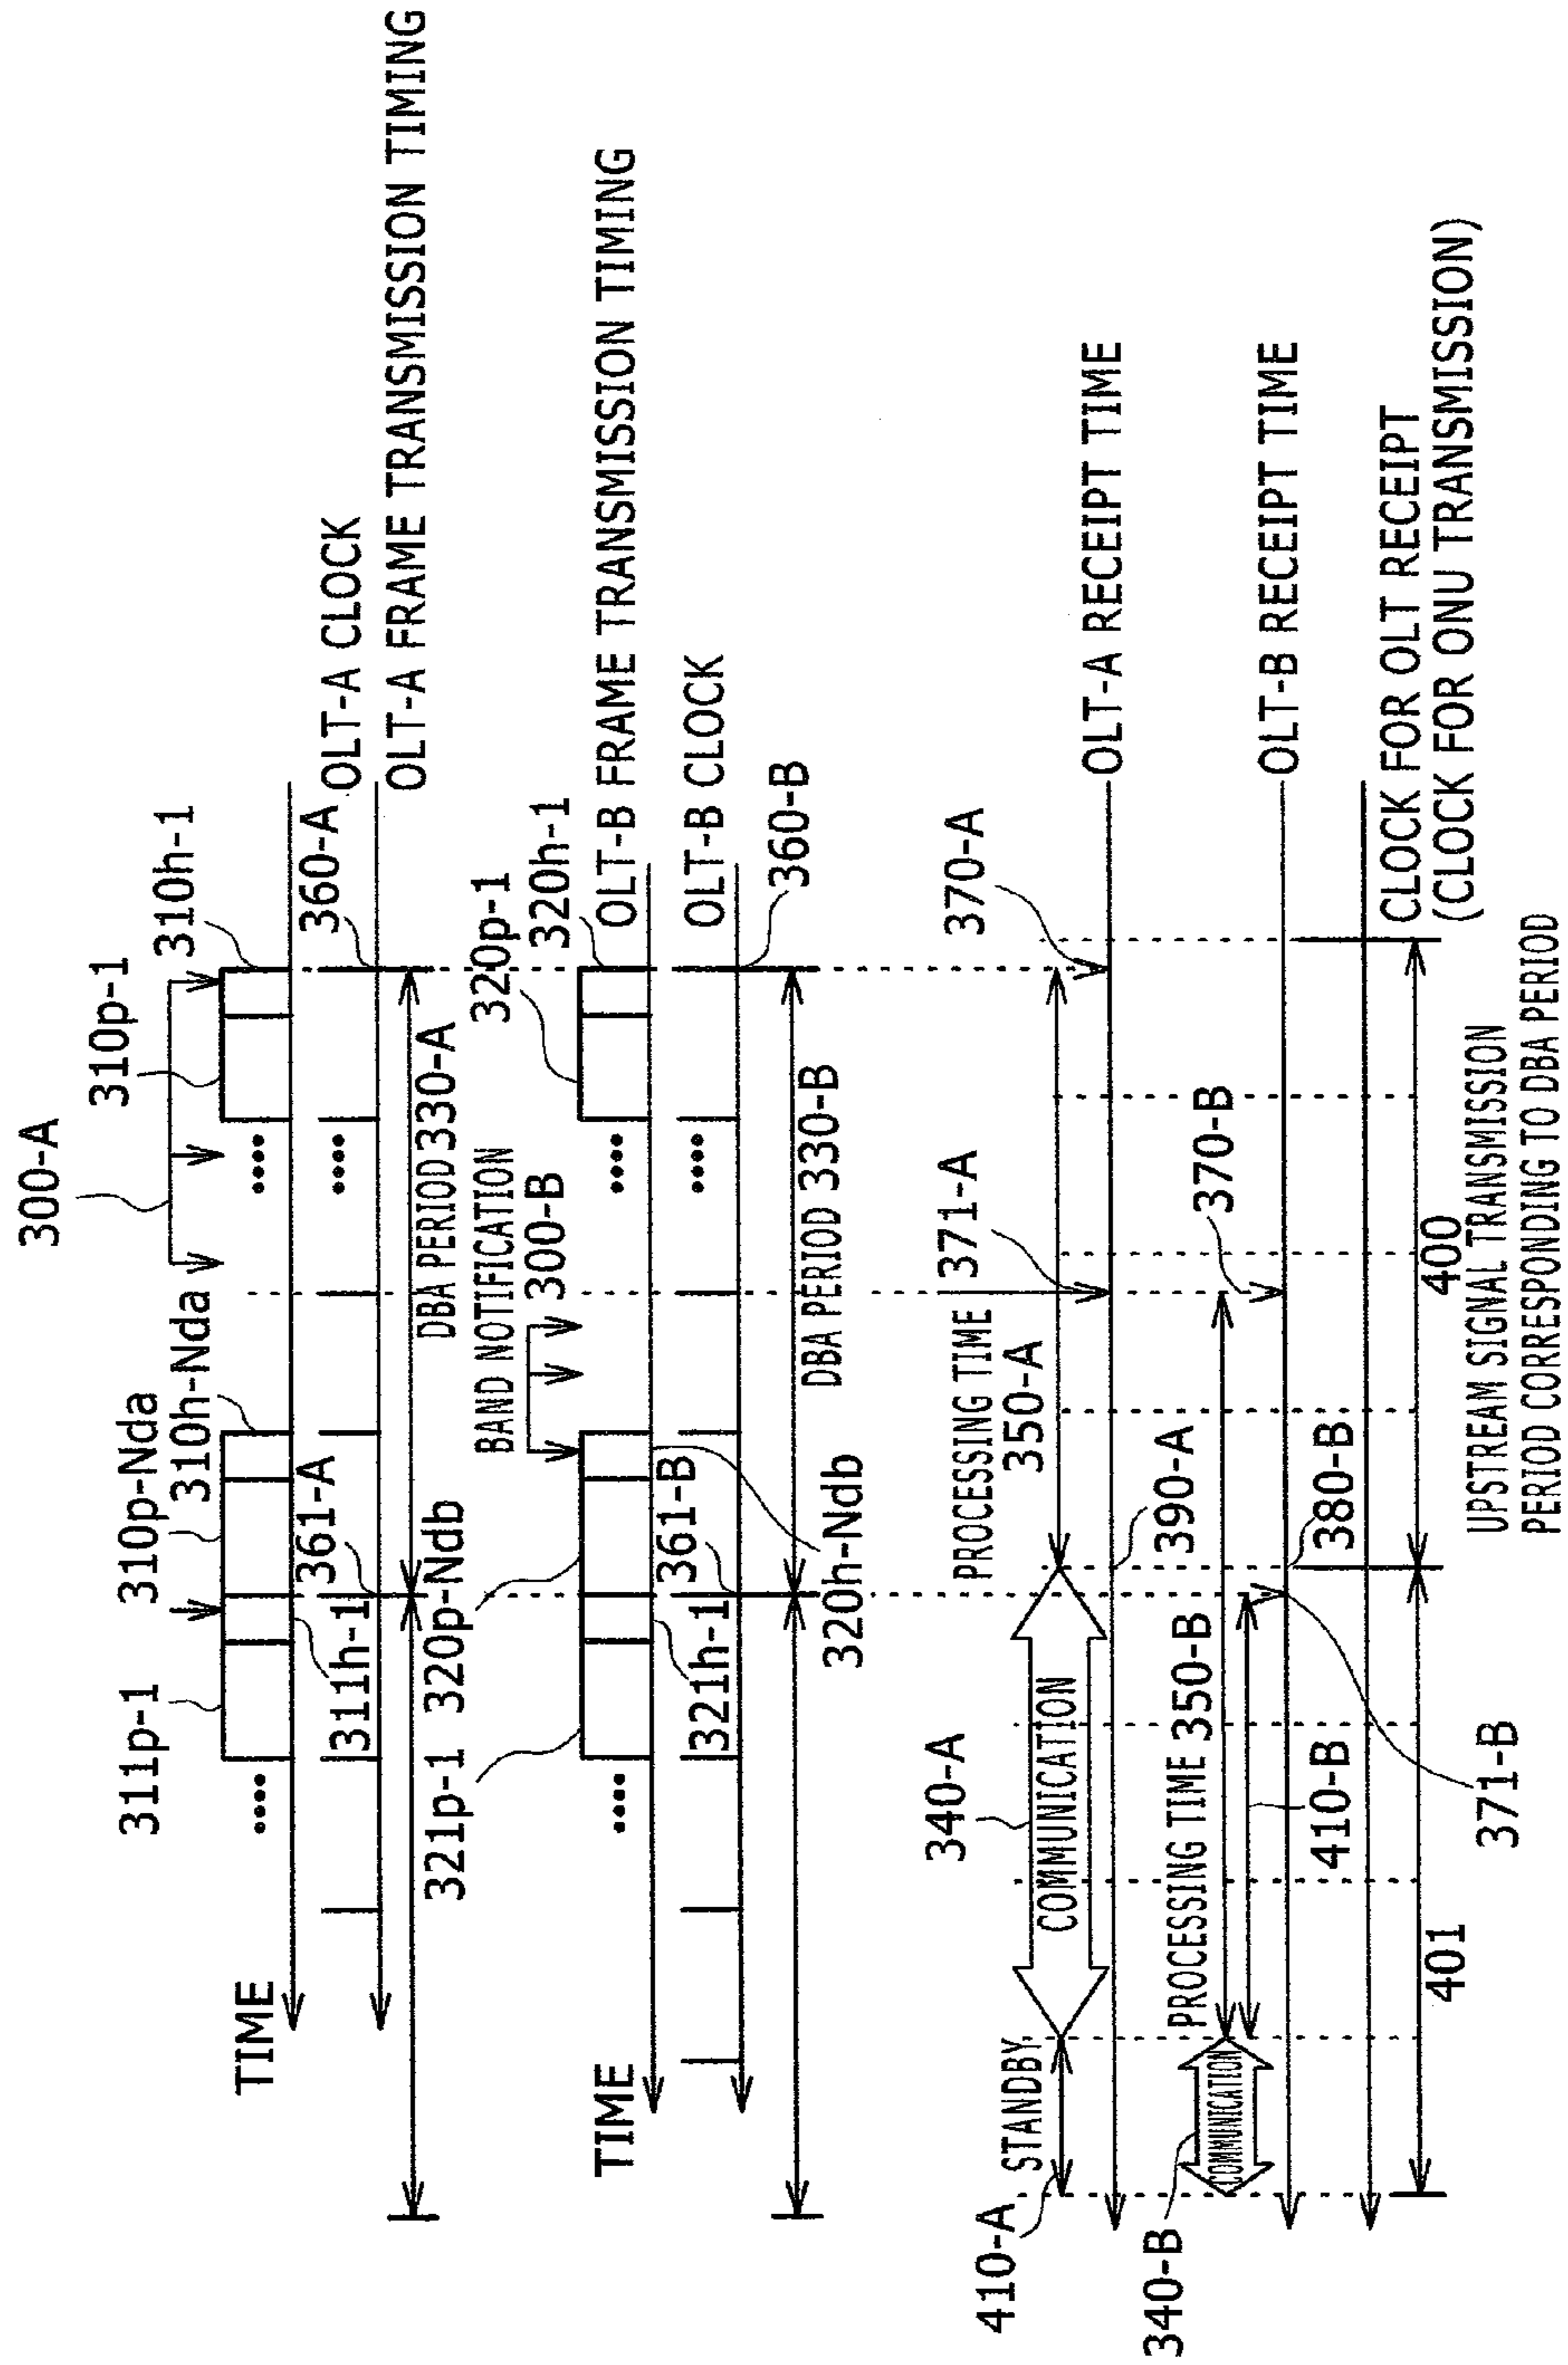 300-A
310p-1
310h-1
311p-1
310p-Nda
310h-Nda
••••
••••
TIME
OLT-A CLOCK
311h-1
361-A
••••
360-A
OLT-A FRAME TRANSMISSION TIMING
DBA PERIOD 330-A
321p-1
320p-Ndb
BAND NOTIFICATION
300-B
320p-1
320h-1
••••
••••
TIME
OLT-B FRAME TRANSMISSION TIMING
321h-1
361-B
••••
OLT-B CLOCK
360-B
DBA PERIOD 330-B
320h-Ndb
340-A
PROCESSING TIME
350-A
371-A
370-A
410-A
STANDBY
COMMUNICATION
OLT-A RECEIPT TIME
390-A
340-B
PROCESSING TIME 350-B
370-B
COMMUNICATION
OLT-B RECEIPT TIME
410-B
380-B
CLOCK FOR OLT RECEIPT
(CLOCK FOR ONU TRANSMISSION)
401
400
371-B
UPSTREAM SIGNAL TRANSMISSION
PERIOD CORRESPONDING TO DBA PERIOD